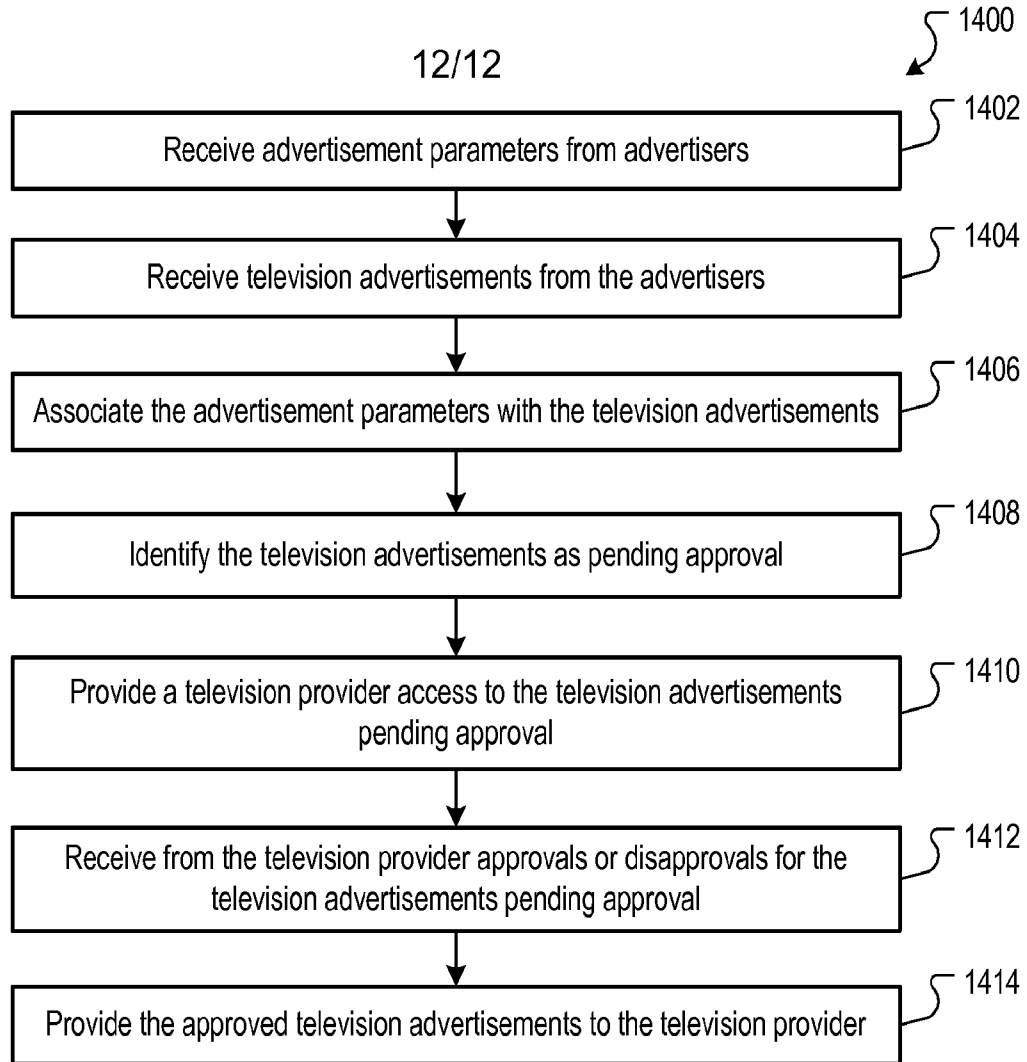 1400
12/12
1402
Receive advertisement parameters from advertisers
1404
Receive television advertisements from the advertisers
1406
Associate the advertisement parameters with the television advertisements
1408
Identify the television advertisements as pending approval
1410
Provide a television provider access to the television advertisements
pending approval
1412
Receive from the television provider approvals or disapprovals for the
television advertisements pending approval
1414
Provide the approved television advertisements to the television provider